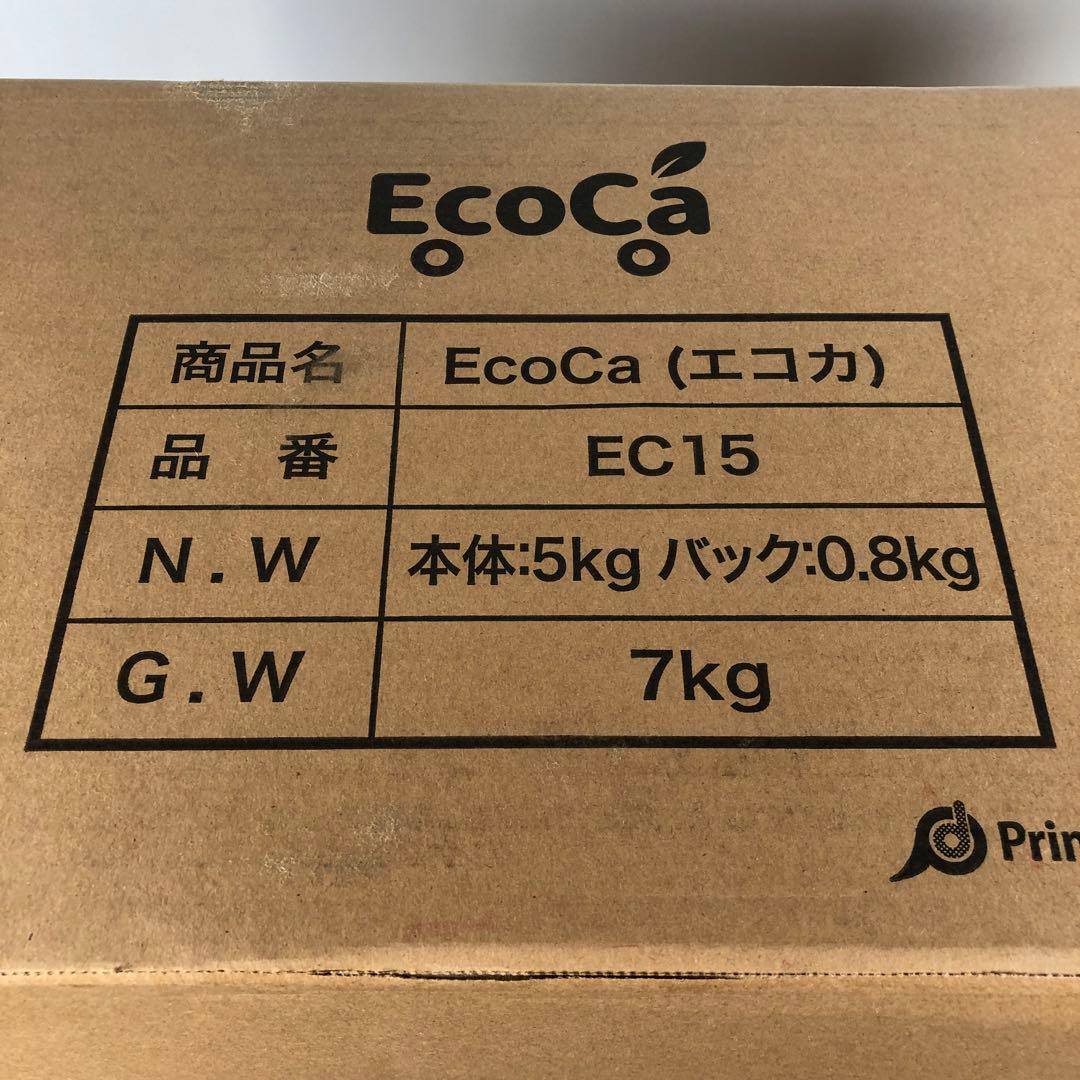 EcoCa
商品名 EcoCa (エコカ)
品 番 EC15
N.W 本体:5kg バック:0.8kg
G.W 7kg